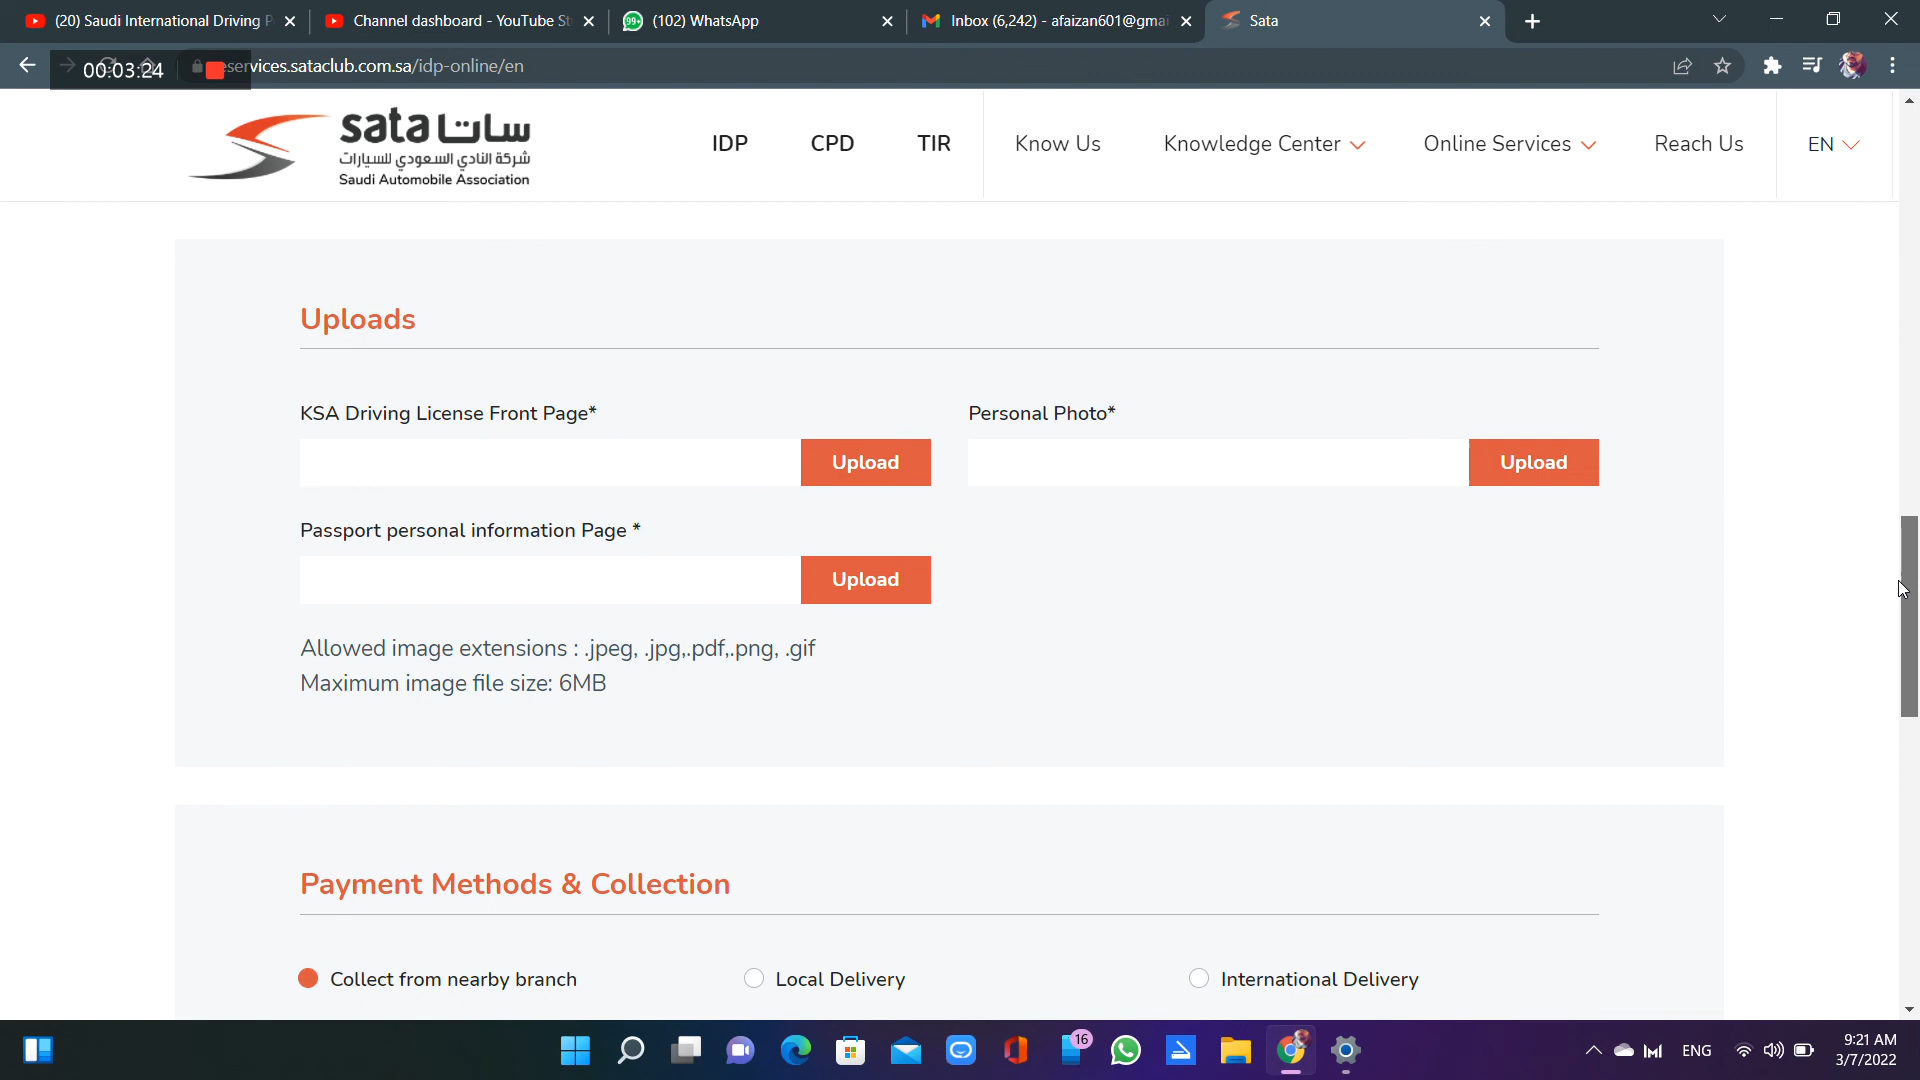 (20) Saudi International Driving P
Channel dashboard - YouTube St
99+
(102) WhatsApp
Inbox (6,242) - afaizan601@gmai
Sata
00:03:24
eservices.sataclub.com.sa/idp-online/en
sata ساتا
شركة النادي السعودي للسيارات
Saudi Automobile Association
IDP
CPD
TIR
Know Us
Knowledge Center
Online Services
Reach Us
EN
Uploads
KSA Driving License Front Page*
Personal Photo*
Upload
Upload
Passport personal information Page *
Upload
Allowed image extensions : .jpeg, .jpg,.pdf,.png, .gif
Maximum image file size: 6MB
Payment Methods & Collection
Collect from nearby branch
Local Delivery
International Delivery
16
ENG
9:21 AM
3/7/2022